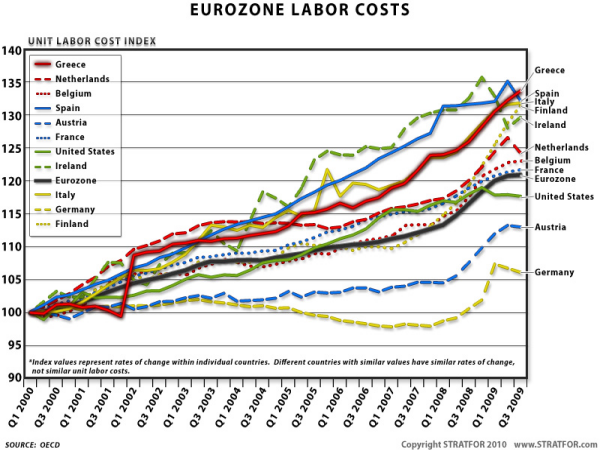 EUROZONE LABOR COSTS
UNIT LABOR COST INDEX
140
135
130
125
120
115
110
105
100
95
90
Greece
Netherlands
Belgium
Spain
Austria
France
United States
Ireland
Eurozone
Italy
Germany
Finland
Greece
Spain
Italy
Finland
Ireland
Netherlands
Belgium
France
Eurozone
United States
Austria
Germany
*Index values represent rates of change within individual countries. Different countries with similar values have similar rates of change,
not similar unit labor costs.
Q1 2000
Q3 2000
Q1 2001
Q3 2001
Q1 2002
Q3 2002
Q1 2003
Q3 2003
Q1 2004
Q3 2004
Q1 2005
Q3 2005
Q1 2006
Q3 2006
Q1 2007
Q3 2007
Q1 2008
Q3 2008
Q1 2009
Q3 2009
SOURCE: OECD
Copyright STRATFOR 2010 www.STRATFOR.com